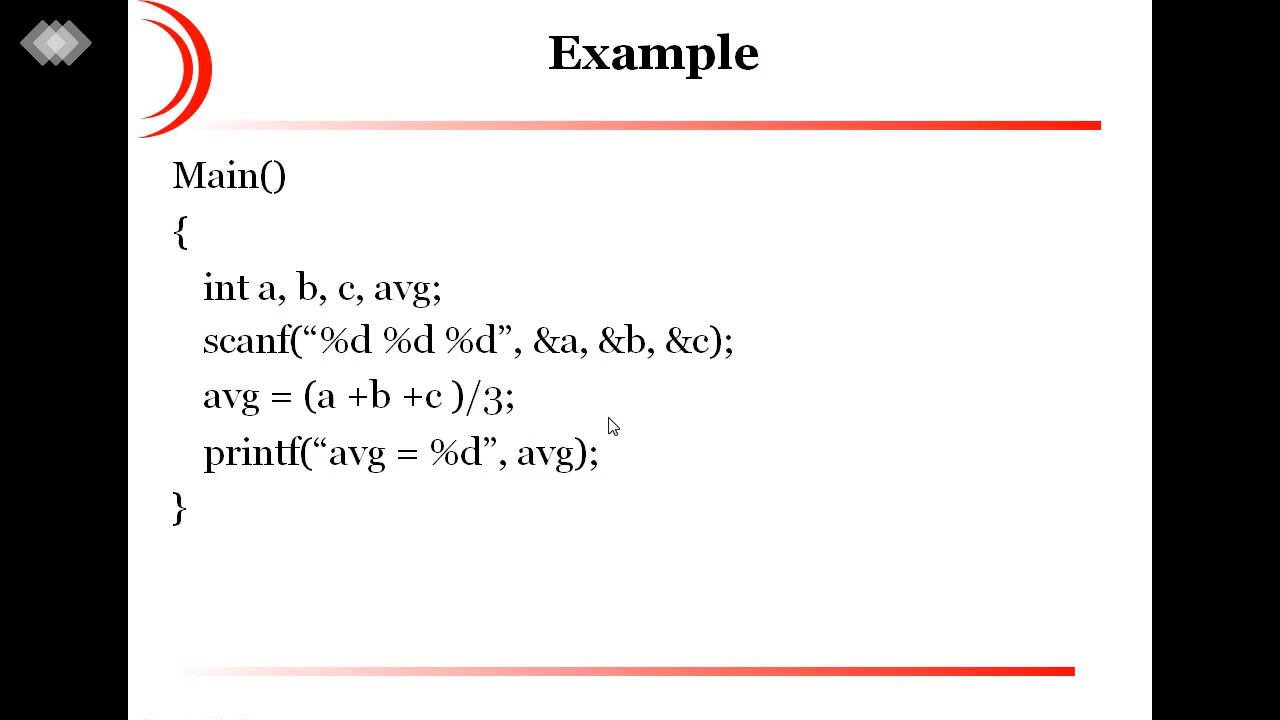 Example
Main()
{
int a, b, c, avg;
scanf(“%d %d %d”, &a, &b, &c);
avg = (a +b +c )/3;
printf(“avg = %d”, avg);
}